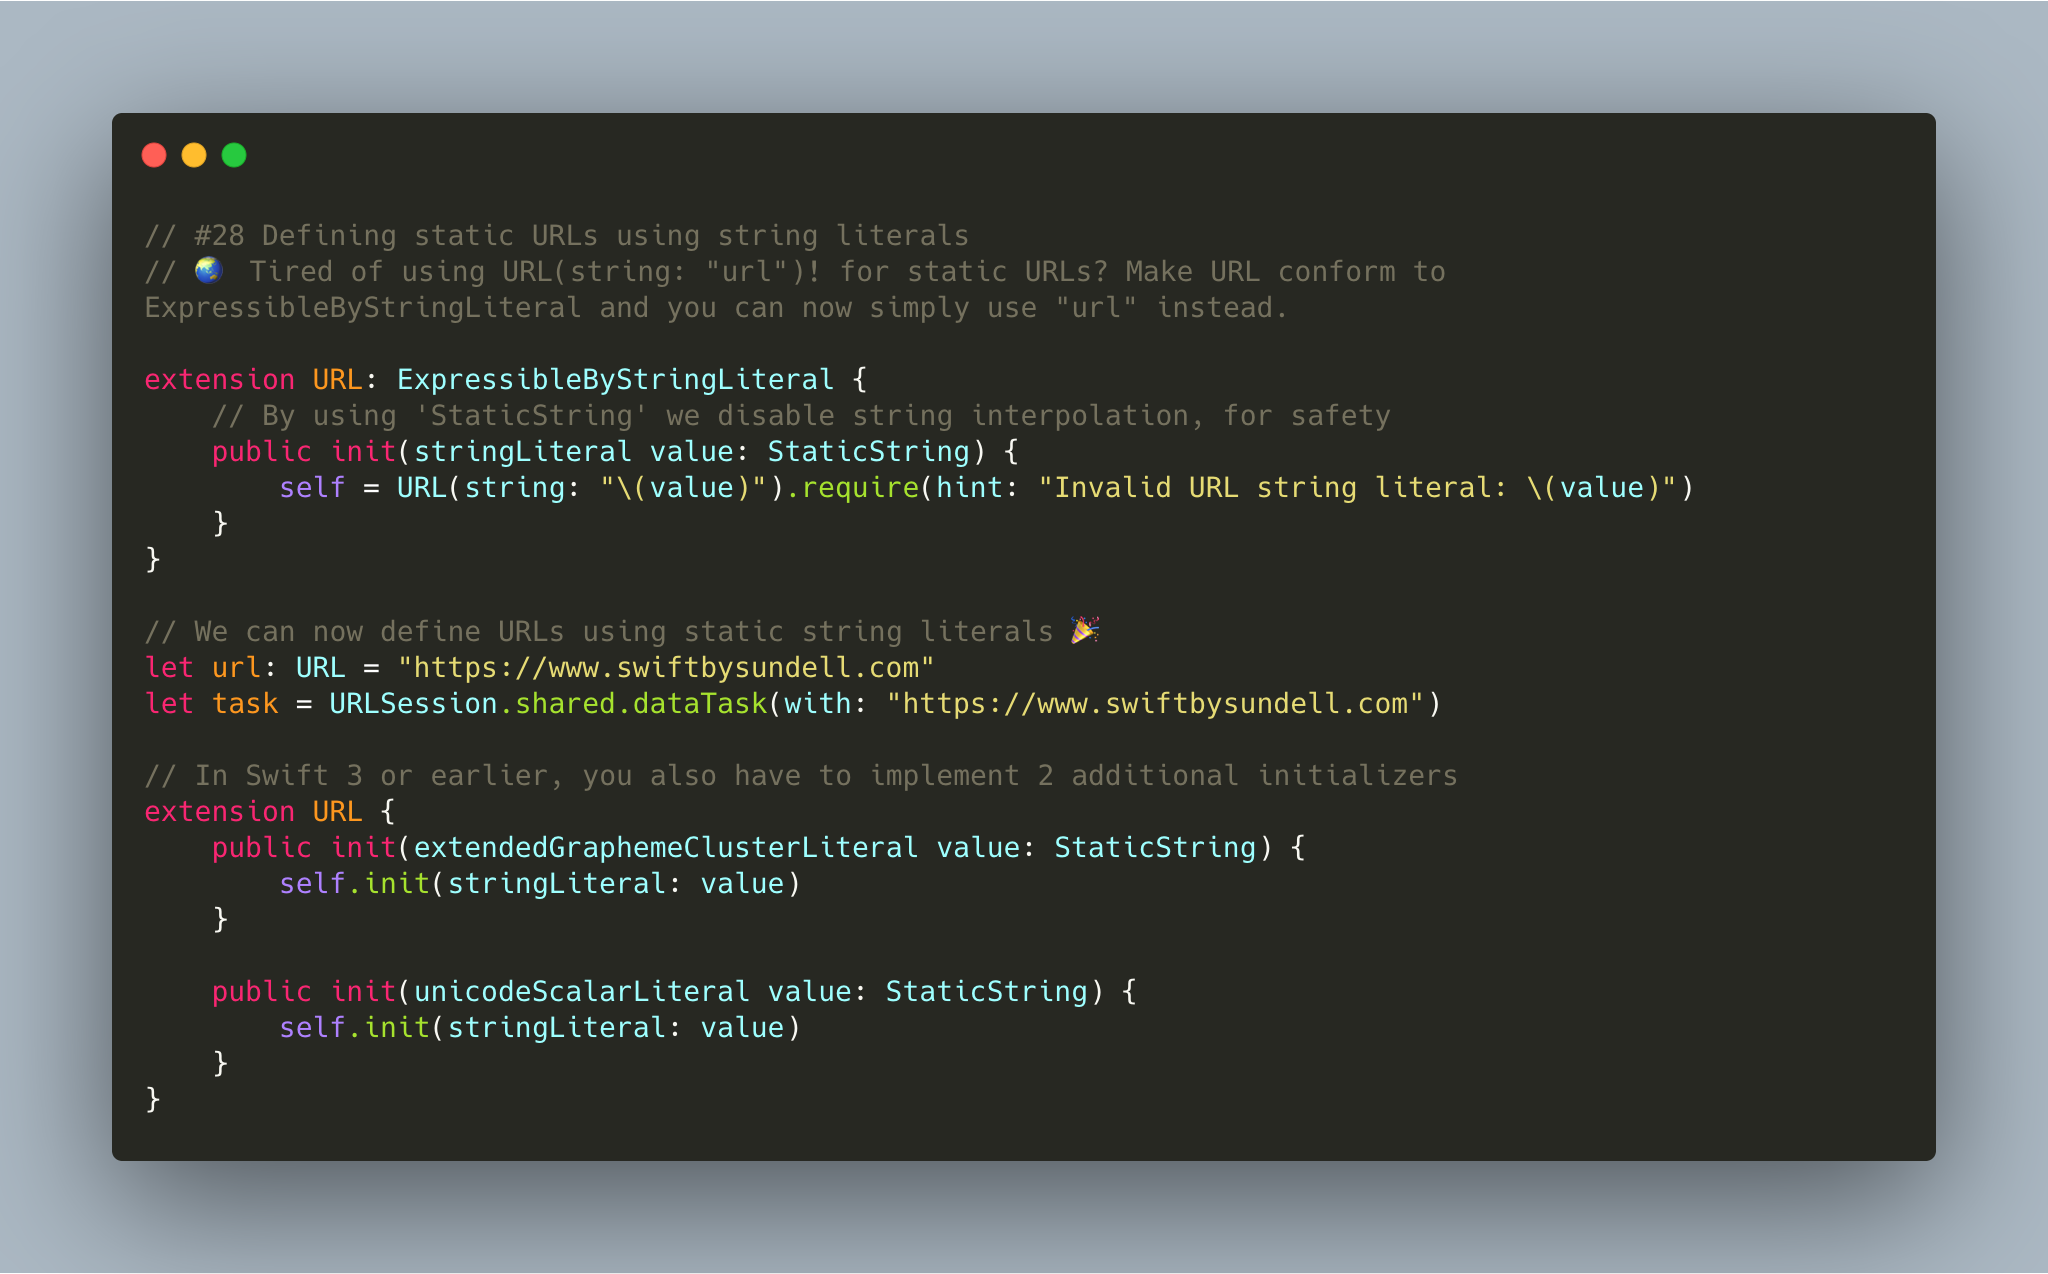 // #28 Defining static URLs using string literals
// 🌏 Tired of using URL(string: "url")! for static URLs? Make URL conform to
ExpressibleByStringLiteral and you can now simply use "url" instead.

extension URL: ExpressibleByStringLiteral {
    // By using 'StaticString' we disable string interpolation, for safety
    public init(stringLiteral value: StaticString) {
        self = URL(string: "\(value)").require(hint: "Invalid URL string literal: \(value)")
    }
}

// We can now define URLs using static string literals 🎉
let url: URL = "https://www.swiftbysundell.com"
let task = URLSession.shared.dataTask(with: "https://www.swiftbysundell.com")

// In Swift 3 or earlier, you also have to implement 2 additional initializers
extension URL {
    public init(extendedGraphemeClusterLiteral value: StaticString) {
        self.init(stringLiteral: value)
    }

    public init(unicodeScalarLiteral value: StaticString) {
        self.init(stringLiteral: value)
    }
}